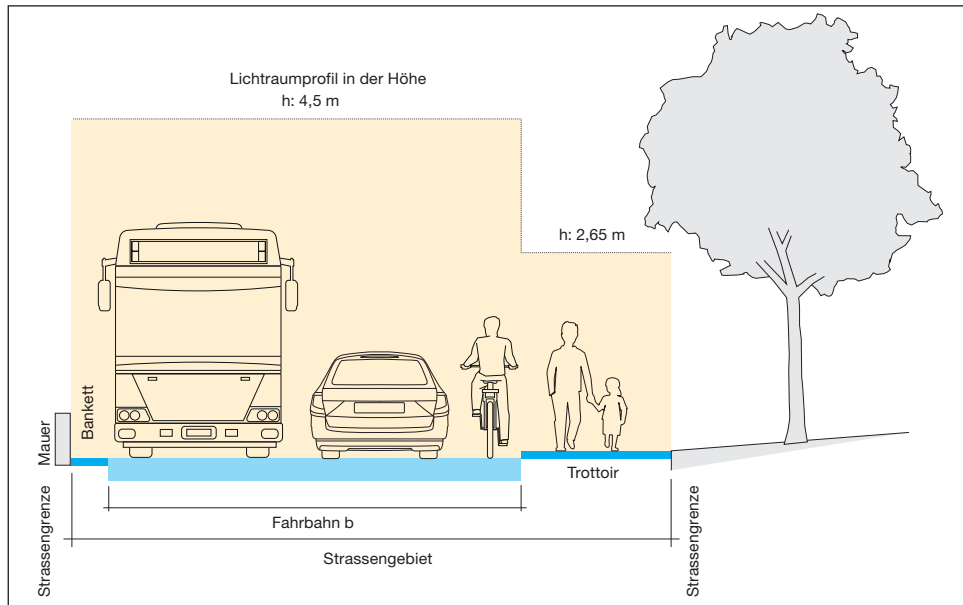 Lichtraumprofil in der Höhe
h: 4,5 m
h: 2,65 m
Mauer
Bankett
Trottoir
Fahrbahn b
Strassengebiet
Strassengrenze
Strassengrenze